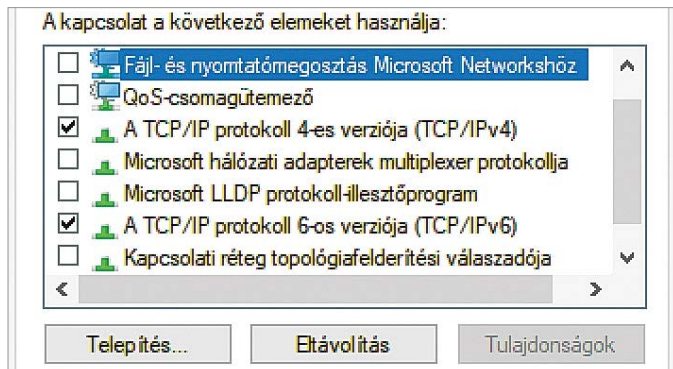 A kapcsolat a következő elemeket használja:
Fájl- és nyomtatómegosztás Microsoft Networkshöz
QoS-csomagütemező
A TCP/IP protokoll 4-es verziója (TCP/IPv4)
Microsoft hálózati adapterek multiplexer protokollja
Microsoft LLDP protokoll-illesztőprogram
A TCP/IP protokoll 6-os verziója (TCP/IPv6)
Kapcsolati réteg topológiafelderítési válaszadója
Telepítés... Eltávolítás Tulajdonságok